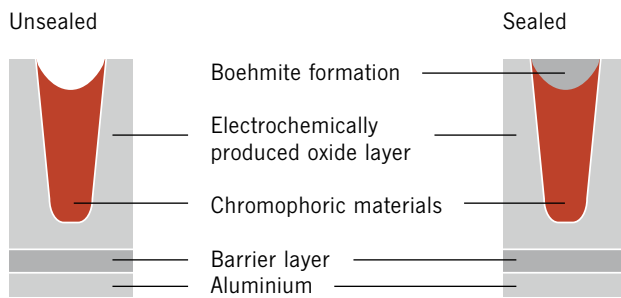 Unsealed
Sealed
Boehmite formation
Electrochemically
produced oxide layer
Chromophoric materials
Barrier layer
Aluminium